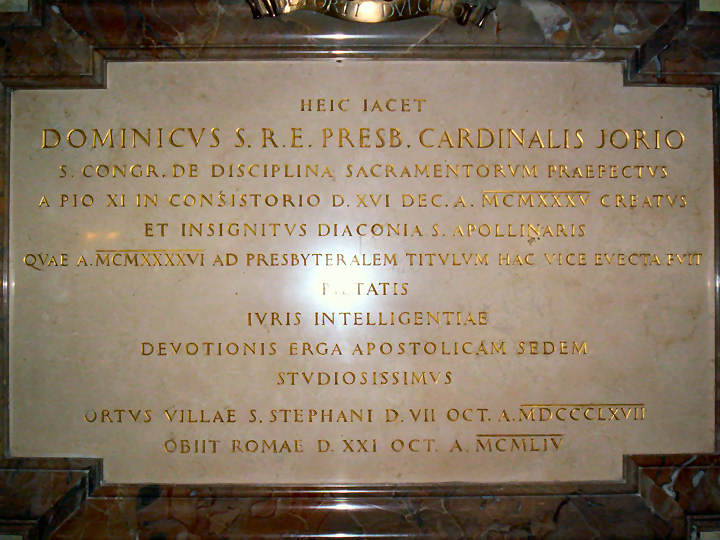 HEIC IACET
DOMINICVS S. R. E. PRESB. CARDINALIS JORIO
S. CONGR. DE DISCIPLINA SACRAMENTORVM PRAEFECTVS
A PIO XI IN CONSISTORIO D. XVI DEC. A. MCMXXXV CREATVS
ET INSIGNITVS DIACONIA S. APOLLINARIS
QVAE A. MCMXXXXVI AD PRESBYTERALEM TITVLVM HAC VICE EVECTA FVIT
PIETATIS
IVRIS INTELLIGENTIAE
DEVOTIONIS ERGA APOSTOLICAM SEDEM
STVDIOSISSIMVS
ORTVS VILLAE S. STEPHANI D. VII OCT. A. MDCCCLXVII
OBIIT ROMAE D. XXI OCT. A. MCMLIV